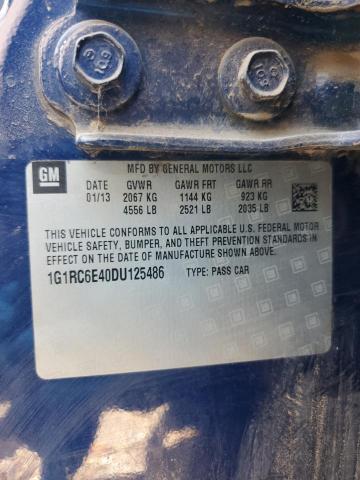 GM
MFD BY GENERAL MOTORS LLC
DATE GVWR GAWR FRT GAWR RR
01/13 2067 KG 1144 KG 923 KG
4556 LB 2521 LB 2035 LB
THIS VEHICLE CONFORMS TO ALL APPLICABLE U.S. FEDERAL MOTOR
VEHICLE SAFETY, BUMPER, AND THEFT PREVENTION STANDARDS IN
EFFECT ON THE DATE OF MANUFACTURE SHOWN ABOVE.
1G1RC6E40DU125486 TYPE: PASS CAR